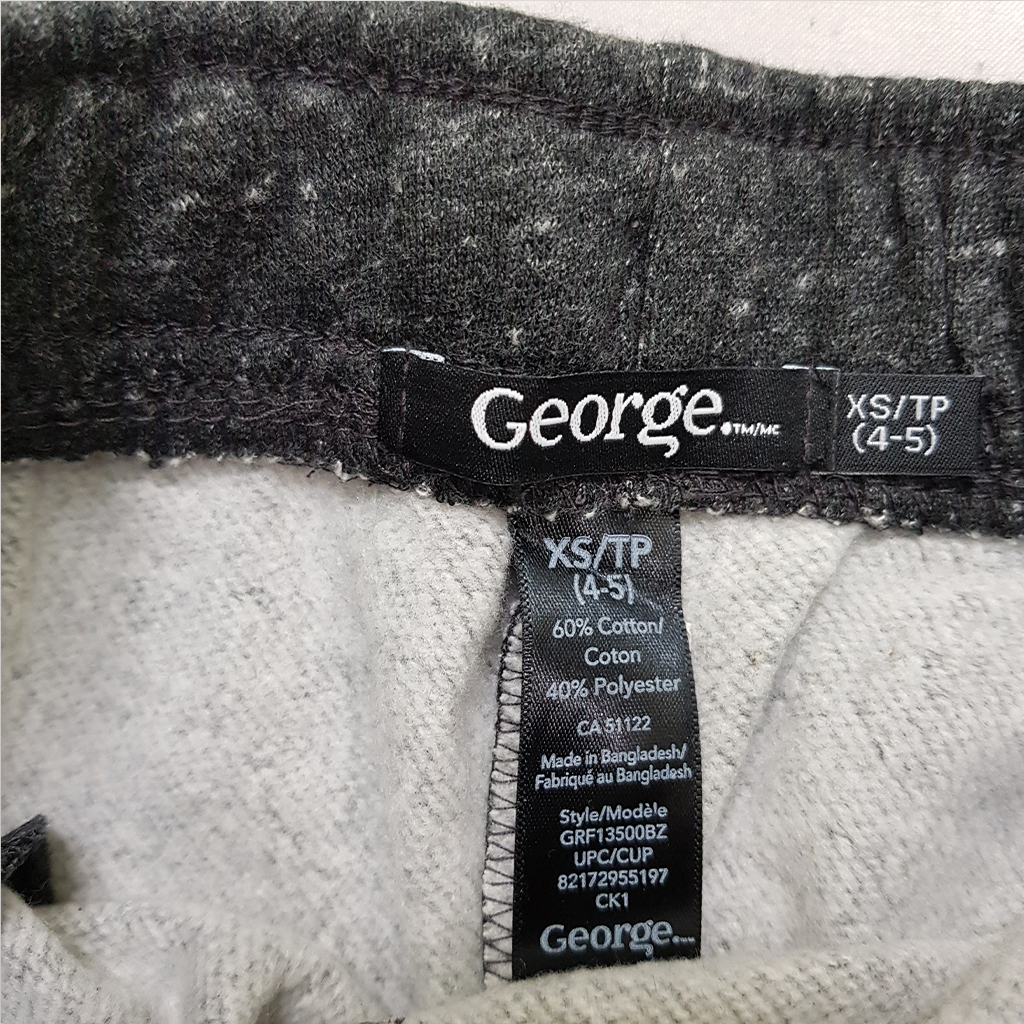 George.TM/MC
XS/TP
(4-5)
XS/TP
(4-5)
60% Cotton/
Coton
40% Polyester
CA 51122
Made in Bangladesh/
Fabriqué au Bangladesh
Style/Modèle
GRF13500BZ
UPC/CUP
82172955197
CK1
George.